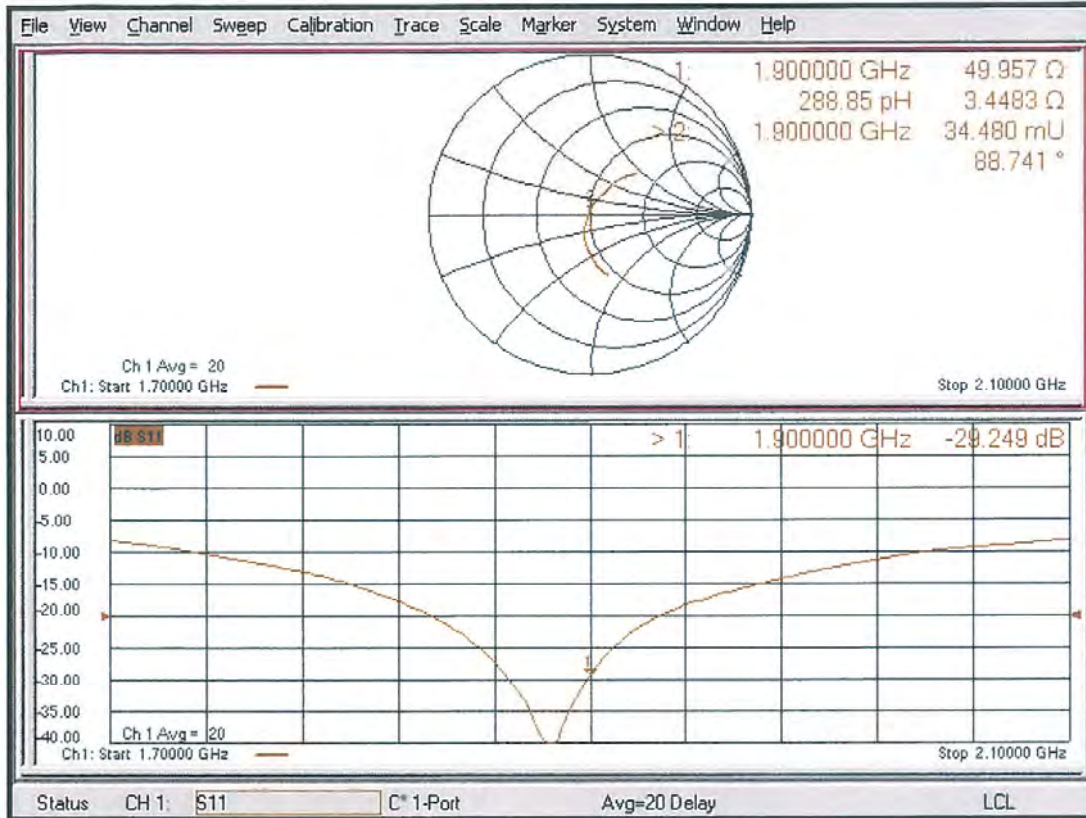 File View Channel Sweep Calibration Trace Scale Marker System Window Help
1: 1.900000 GHz 49.957 Ω
288.85 pH 3.4483 Ω
> 2: 1.900000 GHz 34.480 mU
88.741 °
Ch 1 Avg = 20
Ch1: Start 1.70000 GHz
Stop 2.10000 GHz
dB S11
> 1: 1.900000 GHz -29.249 dB
10.00
5.00
0.00
-5.00
-10.00
-15.00
-20.00
-25.00
-30.00
-35.00
-40.00
1
Ch 1 Avg = 20
Ch1: Start 1.70000 GHz
Stop 2.10000 GHz
Status CH 1: S11 C* 1-Port Avg=20 Delay LCL